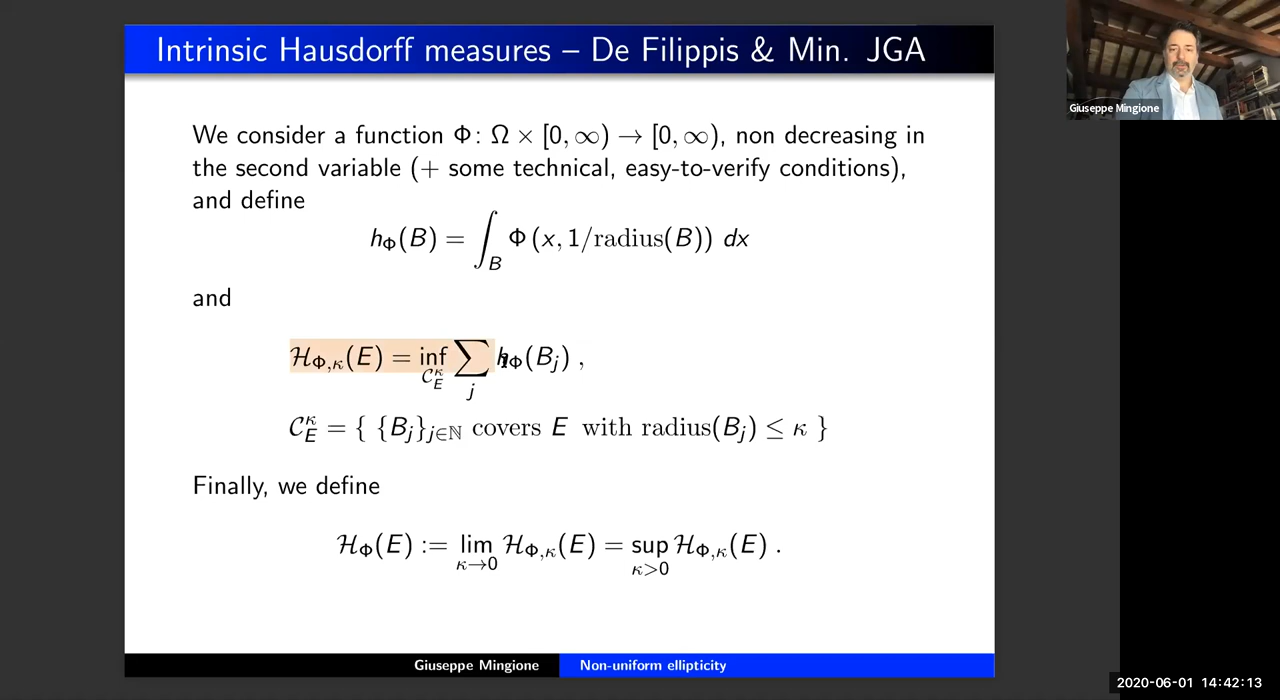 Intrinsic Hausdorff measures – De Filippis & Min. JGA
Giuseppe Mingione
We consider a function Φ: Ω × [0, ∞) → [0, ∞), non decreasing in
the second variable (+ some technical, easy-to-verify conditions),
and define
h_Φ(B) = ∫_B Φ (x, 1/radius(B)) dx
and
ℋ_{Φ,κ}(E) = inf_{𝒞_E^κ} ∑_j h_Φ(B_j) ,
𝒞_E^κ = { {B_j}_{j∈ℕ} covers E with radius(B_j) ≤ κ }
Finally, we define
ℋ_Φ(E) := lim_{κ→0} ℋ_{Φ,κ}(E) = sup_{κ>0} ℋ_{Φ,κ}(E) .
Giuseppe Mingione Non-uniform ellipticity
2020-06-01 14:42:13